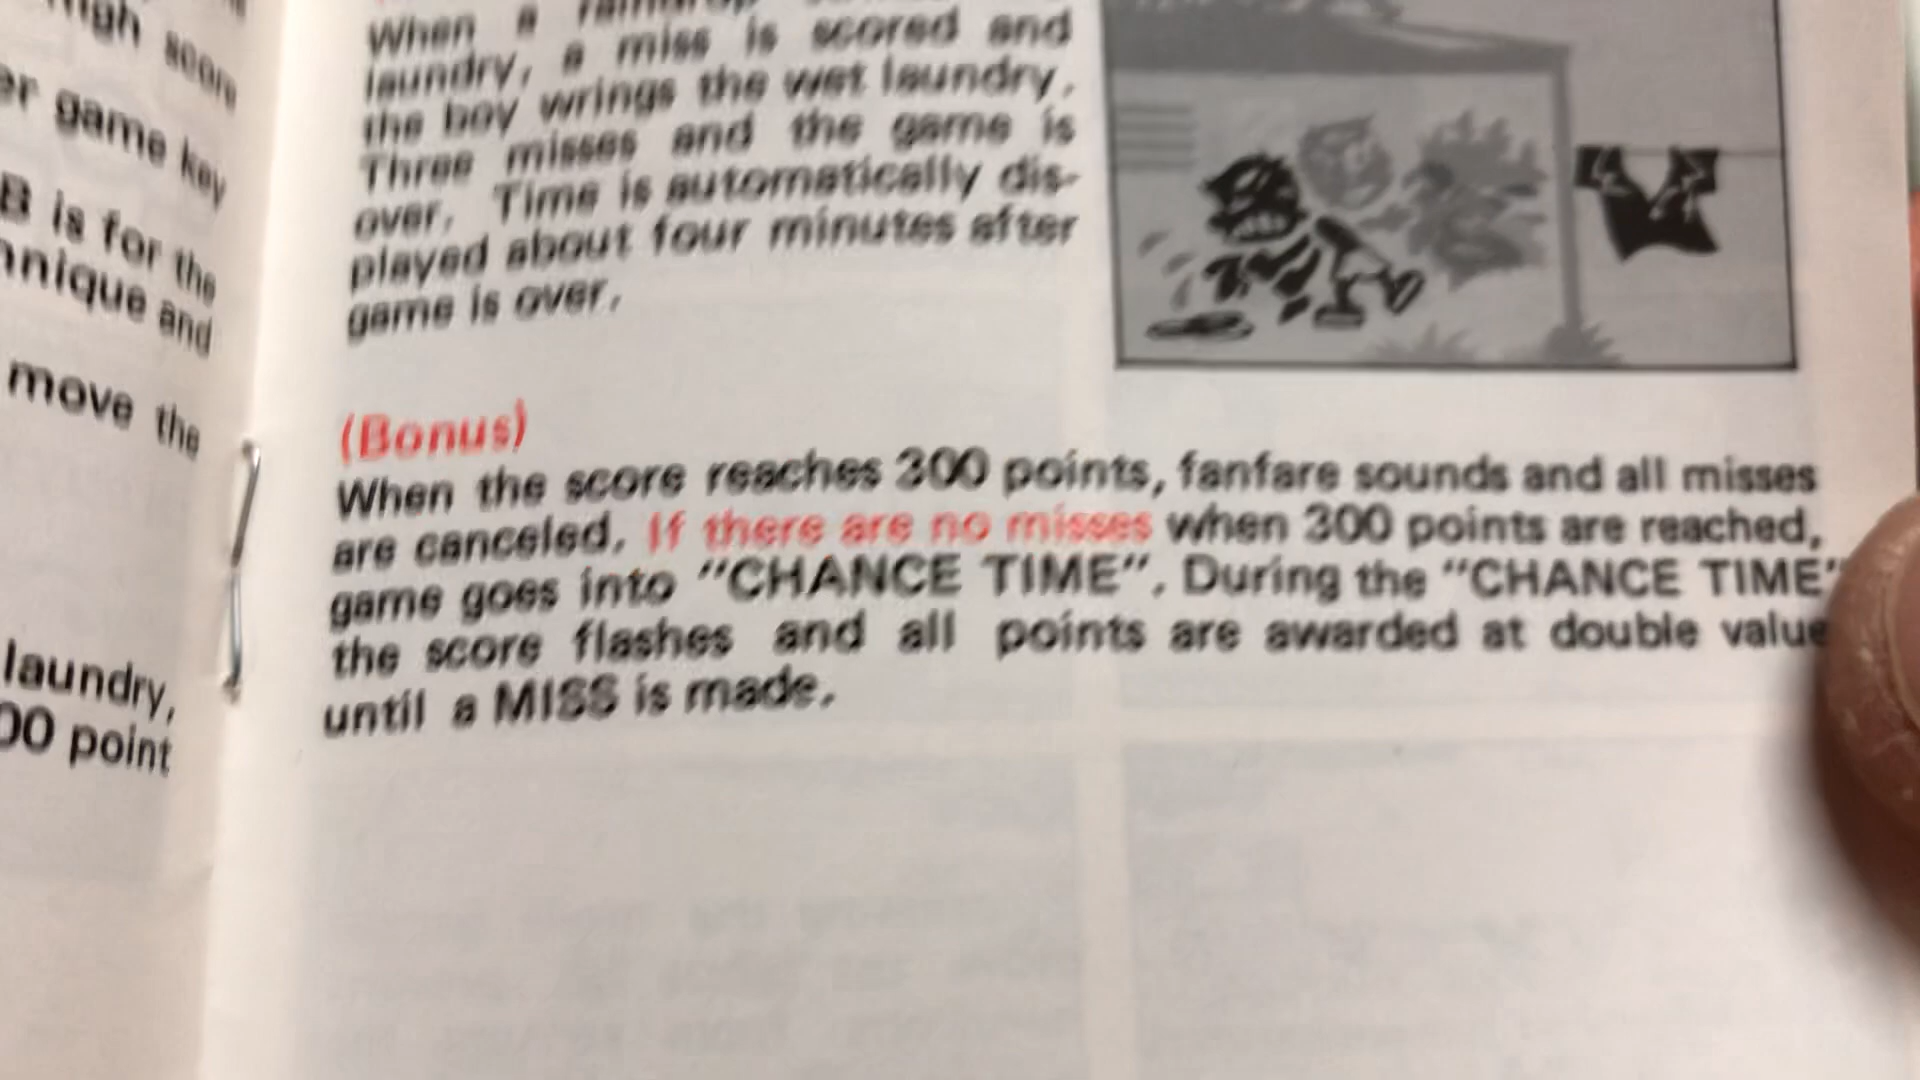 high score
er game key
B is for the
nique and
move the
laundry,
00 point
When a raindrop
laundry, a miss is scored and
the boy wrings the wet laundry.
Three misses and the game is
over. Time is automatically dis-
played about four minutes after
game is over.
(Bonus)
When the score reaches 300 points, fanfare sounds and all misses
are canceled. If there are no misses when 300 points are reached,
game goes into "CHANCE TIME". During the "CHANCE TIME"
the score flashes and all points are awarded at double value
until a MISS is made.